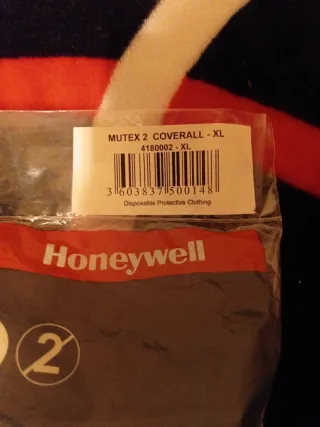 MUTEX 2 COVERALL - XL
4180002 - XL
3 603837 500148
Disposable Protective Clothing
Honeywell
2